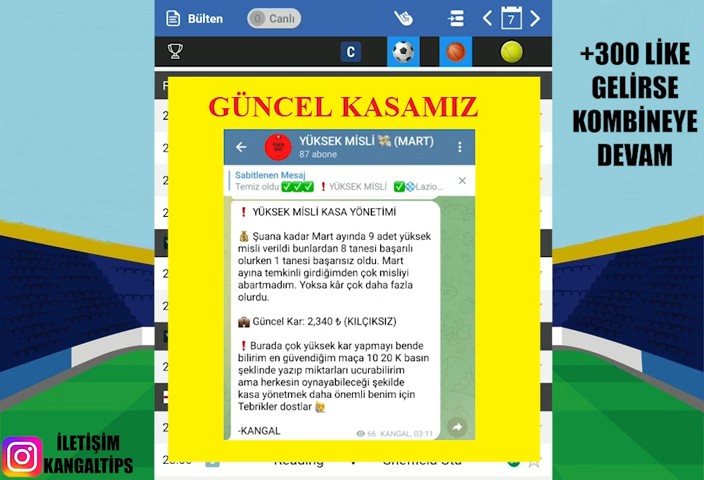 Bülten
0 Canlı
7
C
+300 LİKE
GELİRSE
KOMBİNEYE
DEVAM
GÜNCEL KASAMIZ
YÜKSEK MİSLİ 💸 (MART)
87 abone
Sabitlenen Mesaj
Temiz oldu ✅✅✅ ❗YÜKSEK MİSLİ ✅💠Lazio...
❗ YÜKSEK MİSLİ KASA YÖNETİMİ
💰 Şuana kadar Mart ayında 9 adet yüksek
misli verildi bunlardan 8 tanesi başarılı
olurken 1 tanesi başarısız oldu. Mart
ayına temkinli girdiğimden çok misliyi
abartmadım. Yoksa kâr çok daha fazla
olurdu.
💼 Güncel Kar: 2,340 ₺ (KILÇIKSIZ)
❗Burada çok yüksek kar yapmayı bende
bilirim en güvendiğim maça 10 20 K basın
şeklinde yazıp miktarları ucurabilirim
ama herkesin oynayabileceği şekilde
kasa yönetmek daha önemli benim için
Tebrikler dostlar 🙋
-KANGAL
66 KANGAL, 03:11
Reading
Sheffield Utd
İLETİŞİM
KANGALTİPS